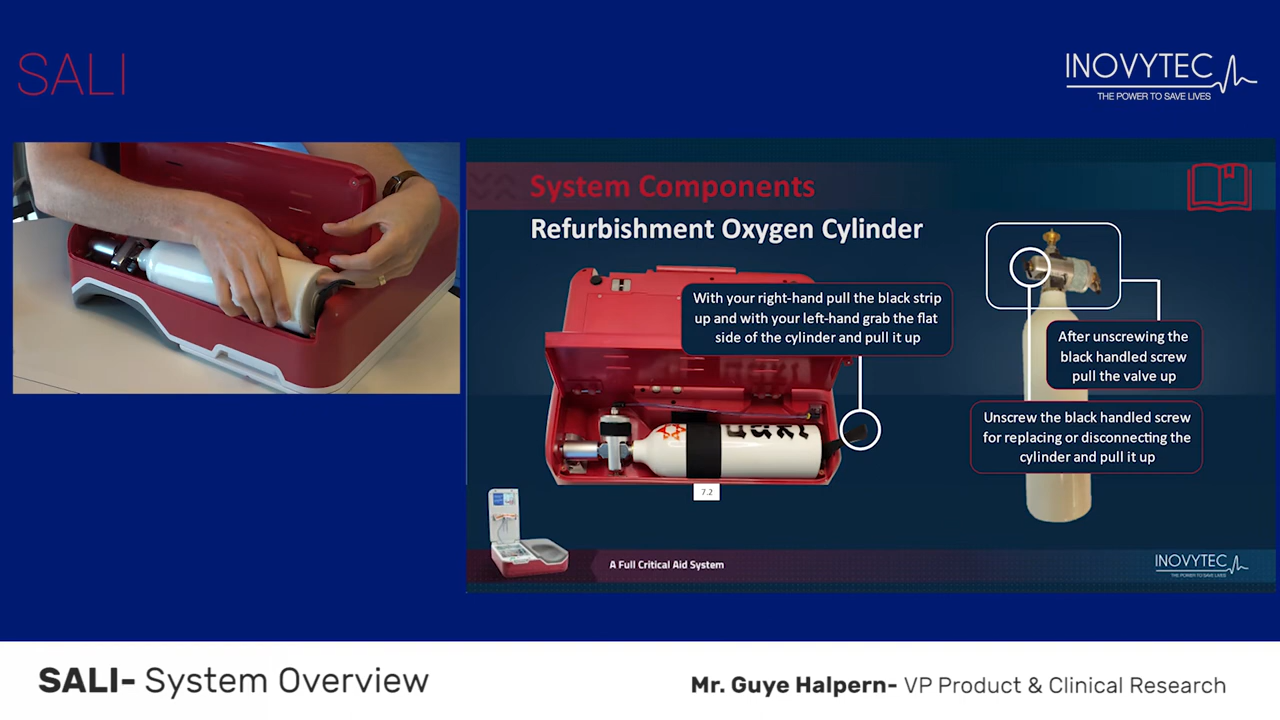 SALI
INOVYTEC
THE POWER TO SAVE LIVES
System Components
Refurbishment Oxygen Cylinder
With your right-hand pull the black strip
up and with your left-hand grab the flat
side of the cylinder and pull it up
After unscrewing the
black handled screw
pull the valve up
Unscrew the black handled screw
for replacing or disconnecting the
cylinder and pull it up
7.2
A Full Critical Aid System
INOVYTEC
THE POWER TO SAVE LIVES
SALI- System Overview
Mr. Guye Halpern- VP Product & Clinical Research